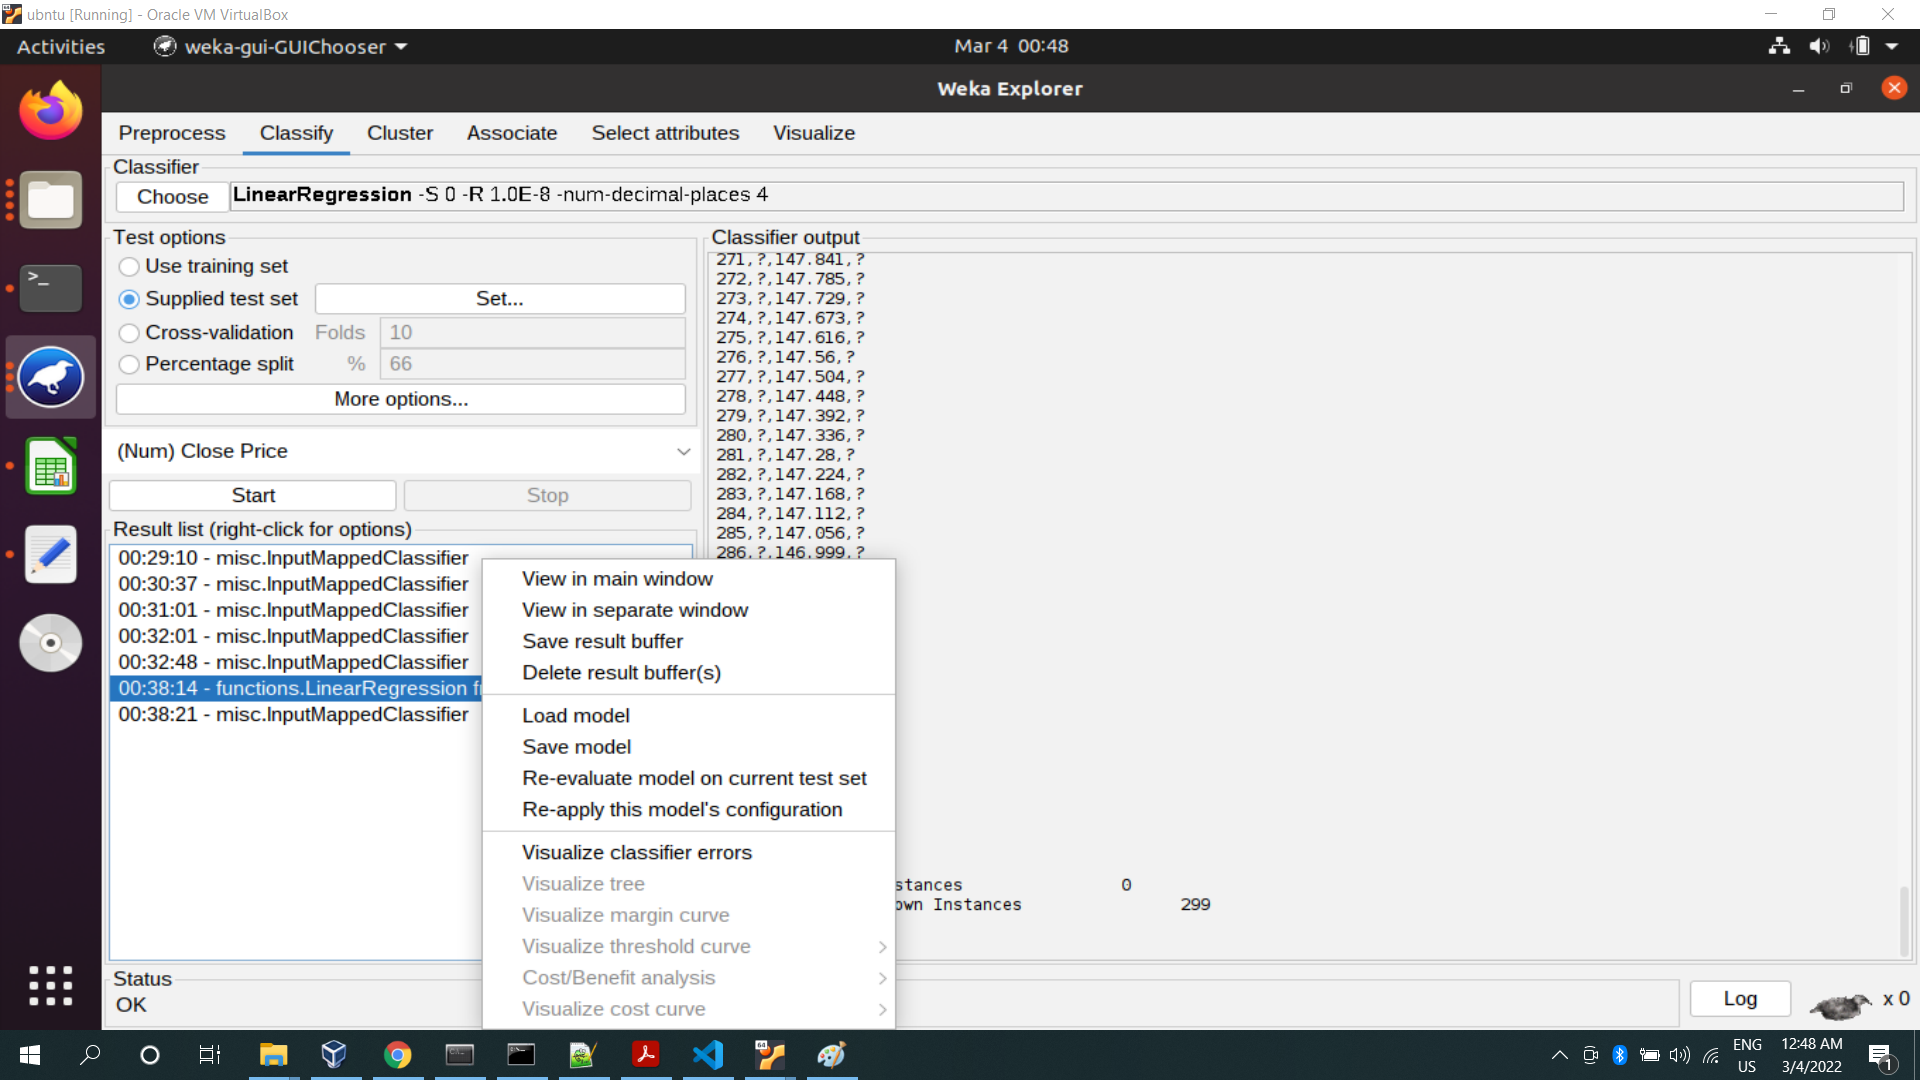 ubntu [Running] - Oracle VM VirtualBox
Activities weka-gui-GUIChooser Mar 4 00:48
Weka Explorer
Preprocess Classify Cluster Associate Select attributes Visualize
Classifier
Choose LinearRegression -S 0 -R 1.0E-8 -num-decimal-places 4
Test options
Use training set
Supplied test set Set...
Cross-validation Folds 10
Percentage split % 66
More options...
(Num) Close Price
Start Stop
Result list (right-click for options)
00:29:10 - misc.InputMappedClassifier
00:30:37 - misc.InputMappedClassifier
00:31:01 - misc.InputMappedClassifier
00:32:01 - misc.InputMappedClassifier
00:32:48 - misc.InputMappedClassifier
00:38:14 - functions.LinearRegression
00:38:21 - misc.InputMappedClassifier
Classifier output
271,?,147.841,?
272,?,147.785,?
273,?,147.729,?
274,?,147.673,?
275,?,147.616,?
276,?,147.56,?
277,?,147.504,?
278,?,147.448,?
279,?,147.392,?
280,?,147.336,?
281,?,147.28,?
282,?,147.224,?
283,?,147.168,?
284,?,147.112,?
285,?,147.056,?
286,?,146.999,?
View in main window
View in separate window
Save result buffer
Delete result buffer(s)
Load model
Save model
Re-evaluate model on current test set
Re-apply this model's configuration
Visualize classifier errors
Visualize tree
Visualize margin curve
Visualize threshold curve
Cost/Benefit analysis
Visualize cost curve
stances 0
own Instances 299
Status
OK
Log x 0
ENG
US
12:48 AM
3/4/2022
1